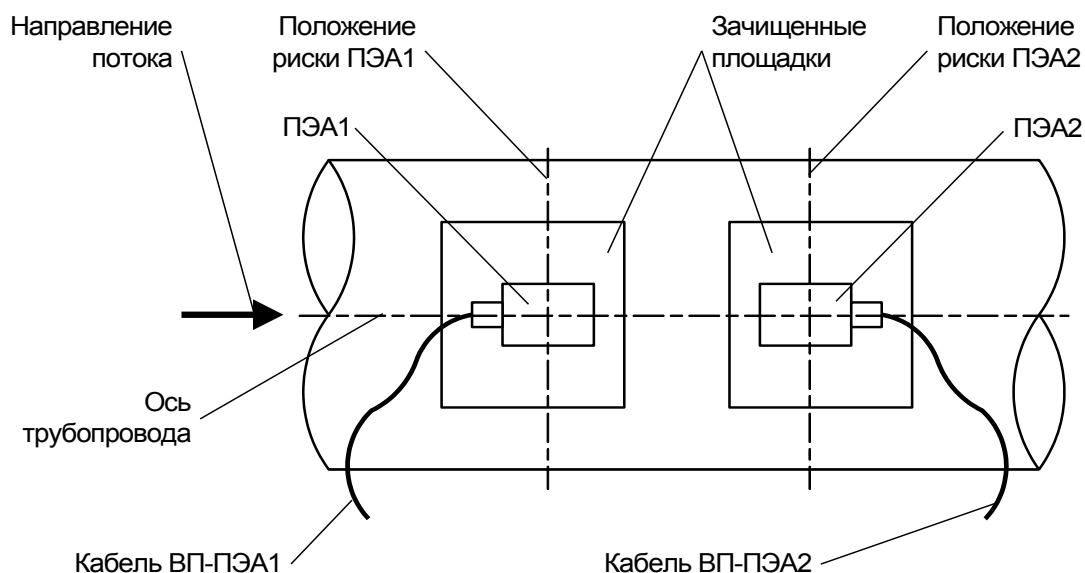 Направление
потока
Положение
риски ПЭА1
Зачищенные
площадки
Положение
риски ПЭА2
ПЭА1
ПЭА2
Ось
трубопровода
Кабель ВП-ПЭА1
Кабель ВП-ПЭА2